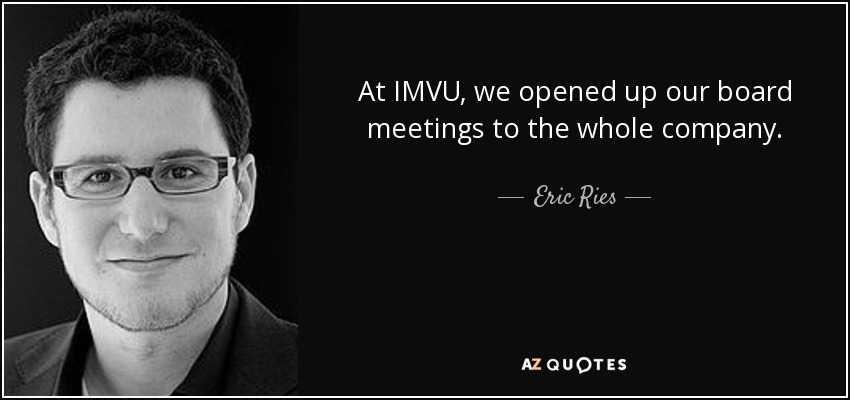 At IMVU, we opened up our board
meetings to the whole company.
Eric Ries
AZ QUOTES